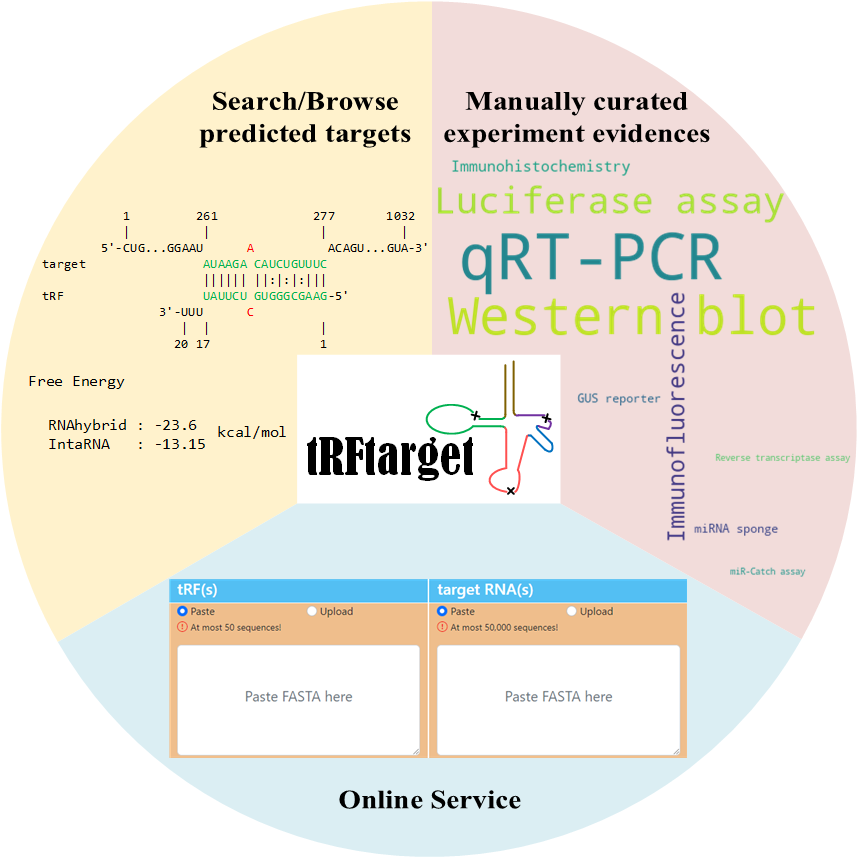 Search/Browse
predicted targets
1 261 277 1032
| | | |
5'-CUG...GGAAU A ACAGU...GUA-3'
target AUAAGA CAUCUGUUUC
|||||| ||:|:|:|||
tRF UAUUCU GUGGGCGAAG-5'
3'-UUU C
| | |
20 17 1
Free Energy
RNAhybrid : -23.6
IntaRNA : -13.15
kcal/mol
Manually curated
experiment evidences
Immunohistochemistry
Luciferase assay
qRT-PCR
Western blot
Immunofluorescence
GUS reporter
Reverse transcriptase assay
miRNA sponge
miR-Catch assay
tRFtarget
tRF(s)
Paste Upload
At most 50 sequences!
Paste FASTA here
target RNA(s)
Paste Upload
At most 50,000 sequences!
Paste FASTA here
Online Service